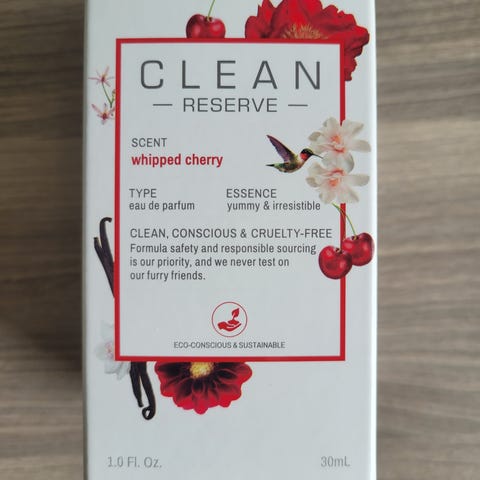 CLEAN
— RESERVE —
SCENT
whipped cherry
TYPE ESSENCE
eau de parfum yummy & irresistible
CLEAN, CONSCIOUS & CRUELTY-FREE
Formula safety and responsible sourcing
is our priority, and we never test on
our furry friends.
ECO-CONSCIOUS & SUSTAINABLE
1.0 Fl. Oz. 30mL